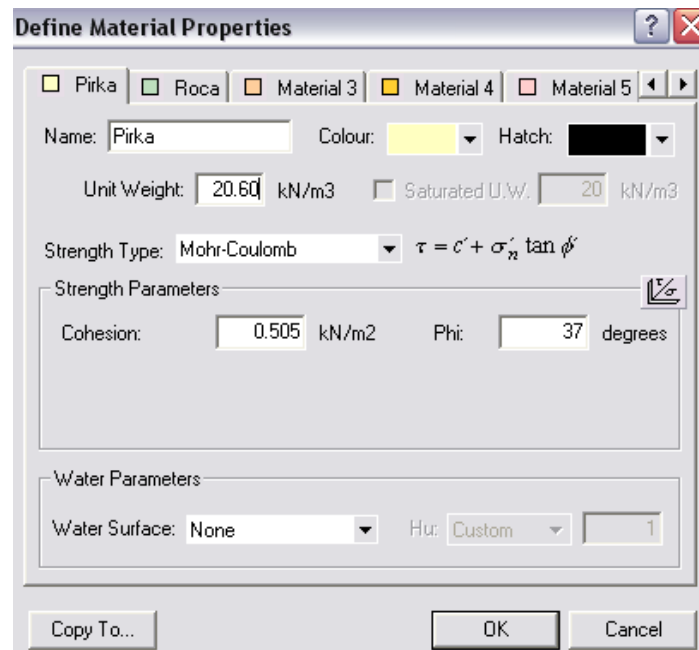 Define Material Properties
Pirka Roca Material 3 Material 4 Material 5
Name: Pirka Colour: Hatch:
Unit Weight: 20.60 kN/m3 Saturated U.W. 20 kN/m3
Strength Type: Mohr-Coulomb τ = c′ + σ′n tan ϕ′
Strength Parameters
Cohesion: 0.505 kN/m2 Phi: 37 degrees
Water Parameters
Water Surface: None Hu: Custom 1
Copy To... OK Cancel